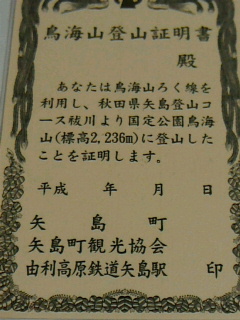 鳥海山登山証明書
殿
あなたは鳥海山ろく線を
利用し、秋田県矢島登山コ
ース祓川より国定公園鳥海
山(標高2,236m)に登山した
ことを証明します。
平成　年　月　日
矢島町
矢島町観光協会
由利高原鉄道矢島駅　印